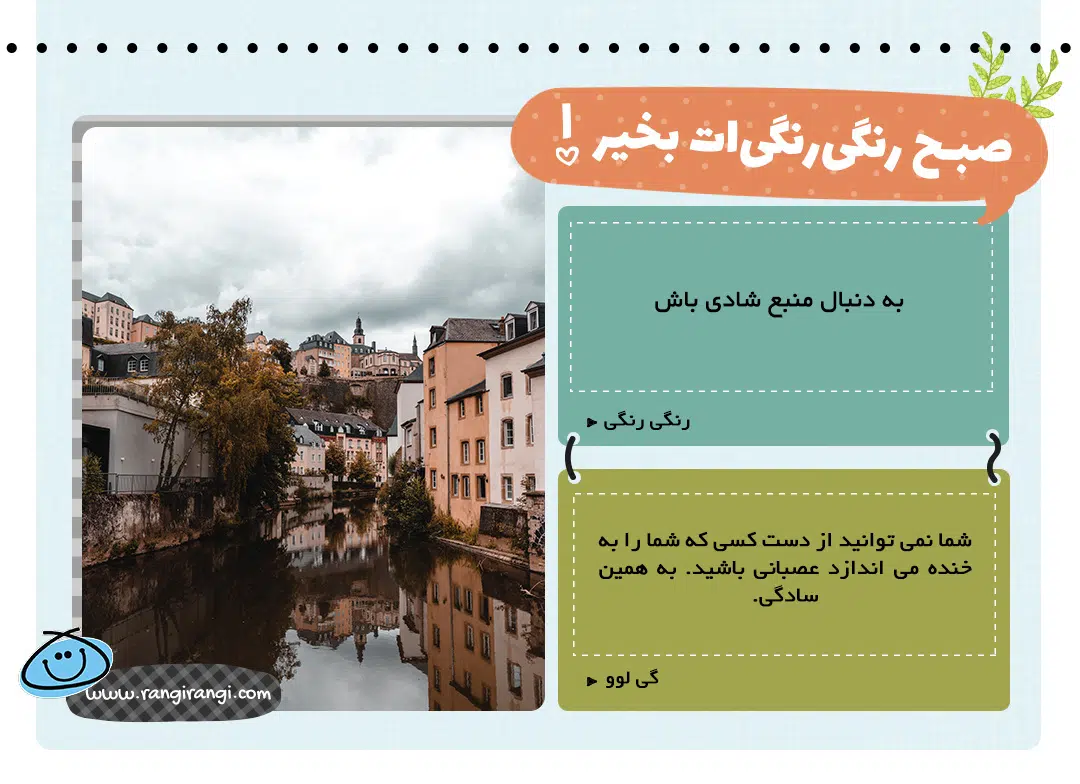 صبح رنگی‌رنگی‌ات بخیر !
به دنبال منبع شادی باش
رنگی رنگی
شما نمی توانید از دست کسی که شما را به
خنده می اندازد عصبانی باشید. به همین
سادگی.
گی لوو
www.rangirangi.com